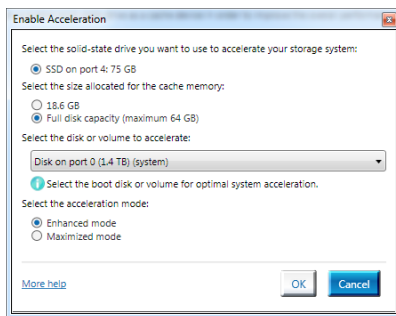 Enable Acceleration
Select the solid-state drive you want to use to accelerate your storage system:
SSD on port 4: 75 GB
Select the size allocated for the cache memory:
18.6 GB
Full disk capacity (maximum 64 GB)
Select the disk or volume to accelerate:
Disk on port 0 (1.4 TB) (system)
Select the boot disk or volume for optimal system acceleration.
Select the acceleration mode:
Enhanced mode
Maximized mode
More help
OK
Cancel